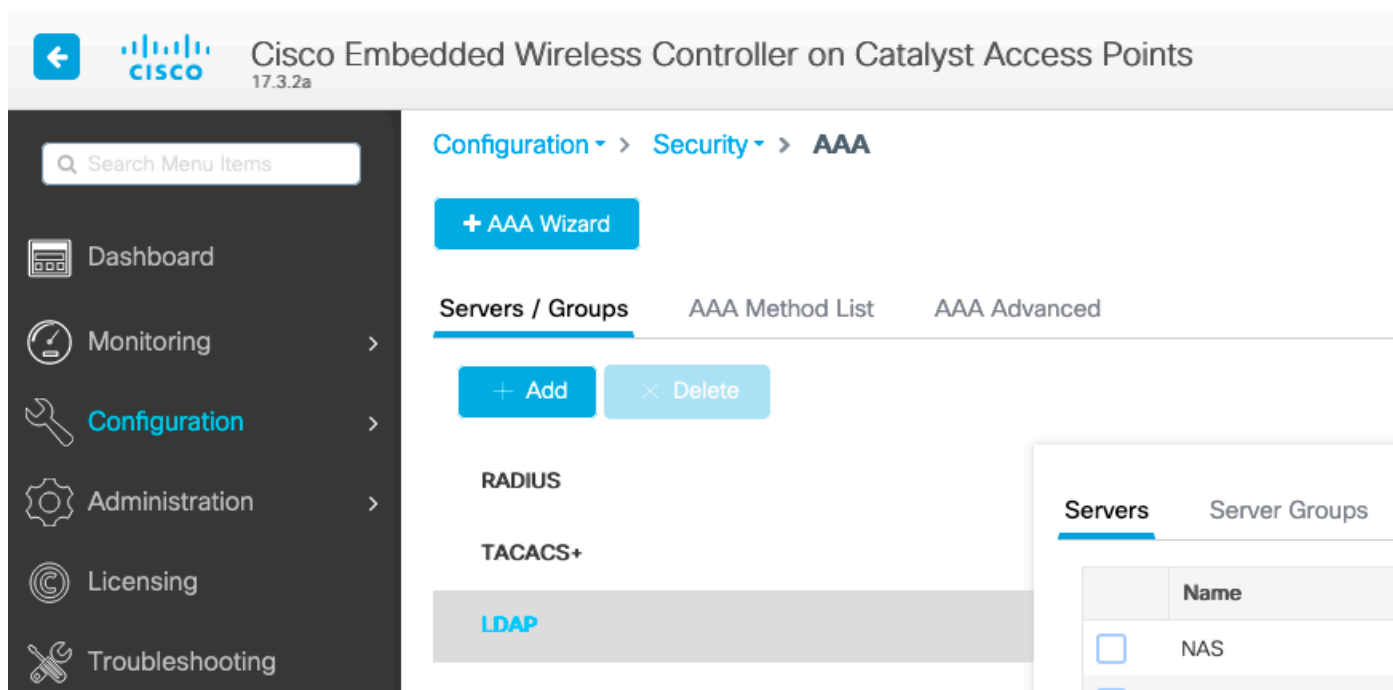 CISCO
Cisco Embedded Wireless Controller on Catalyst Access Points
17.3.2a
Search Menu Items
Dashboard
Monitoring
Configuration
Administration
Licensing
Troubleshooting
Configuration > Security > AAA
+ AAA Wizard
Servers / Groups AAA Method List AAA Advanced
+ Add × Delete
RADIUS
TACACS+
LDAP
Servers Server Groups
Name
NAS